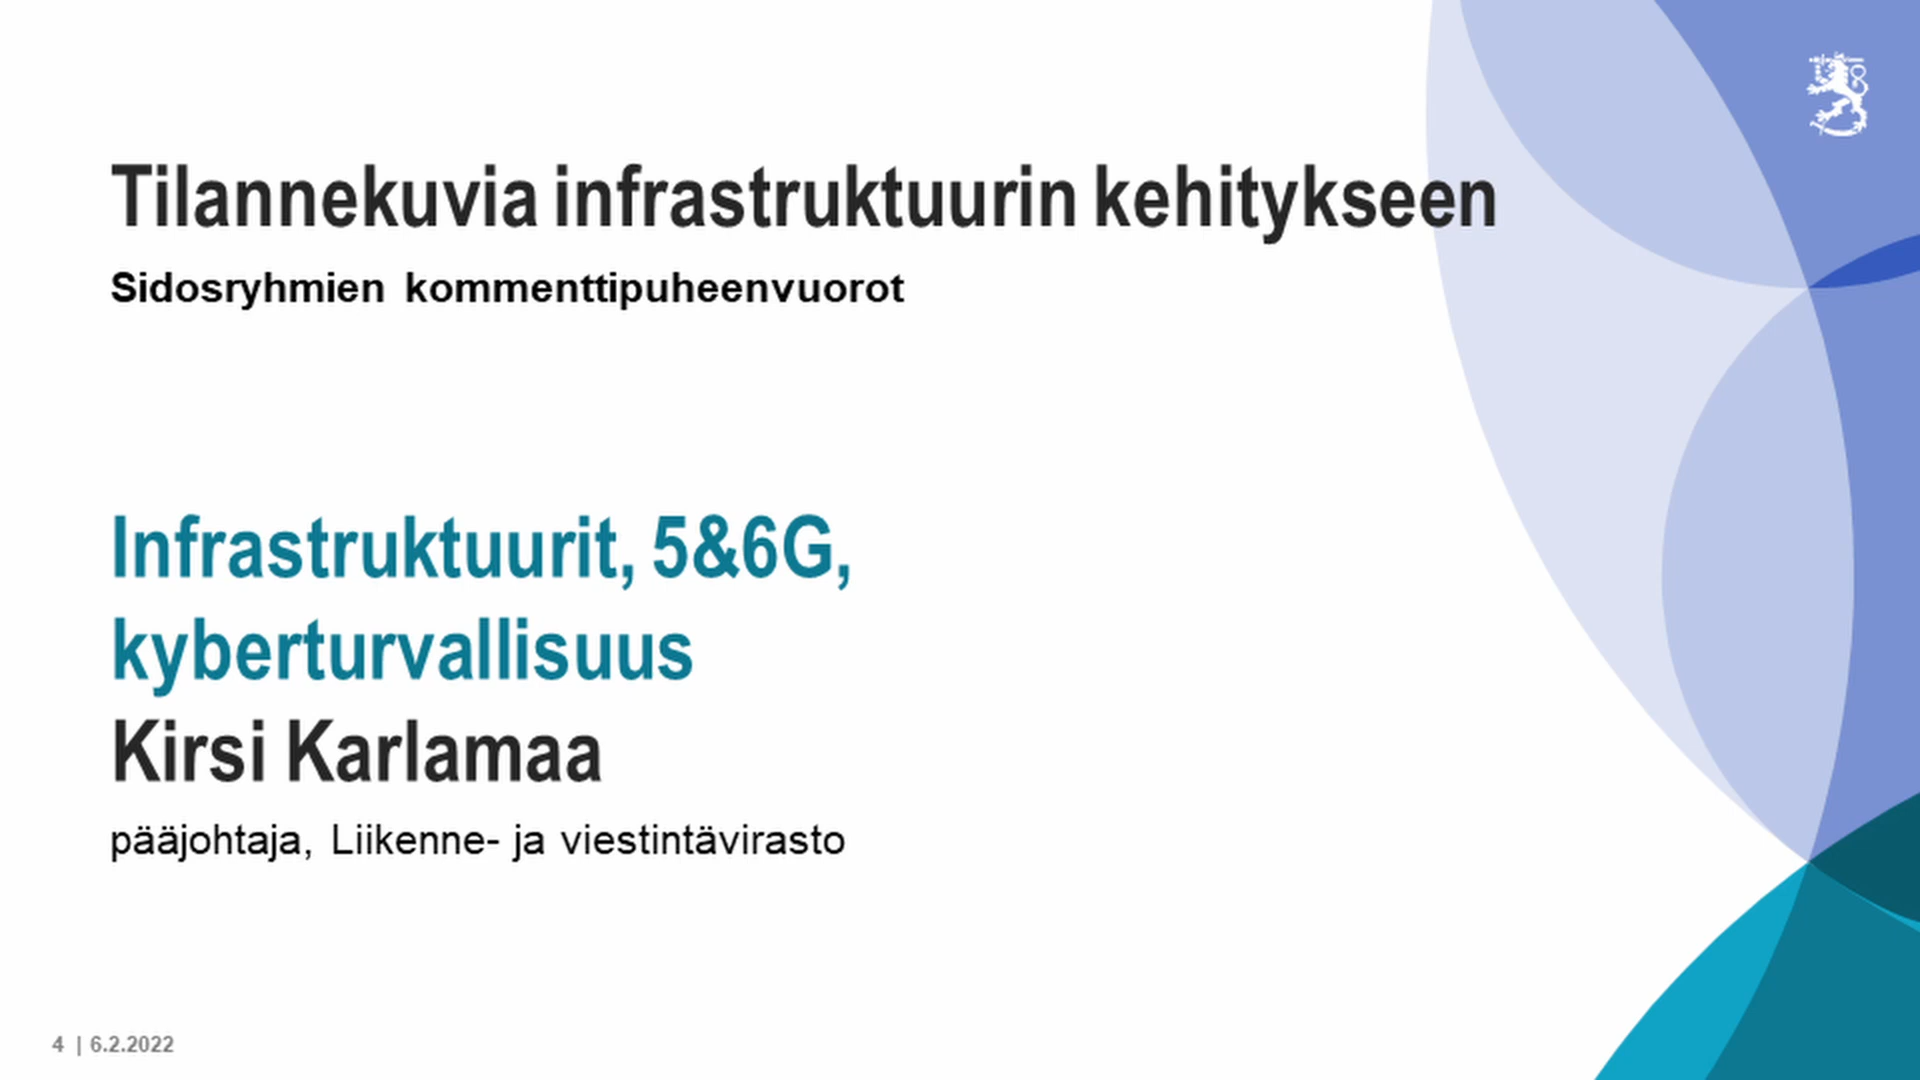 Tilannekuvia infrastruktuurin kehitykseen
Sidosryhmien kommenttipuheenvuorot
Infrastruktuurit, 5&6G,
kyberturvallisuus
Kirsi Karlamaa
pääjohtaja, Liikenne- ja viestintävirasto
4 | 6.2.2022